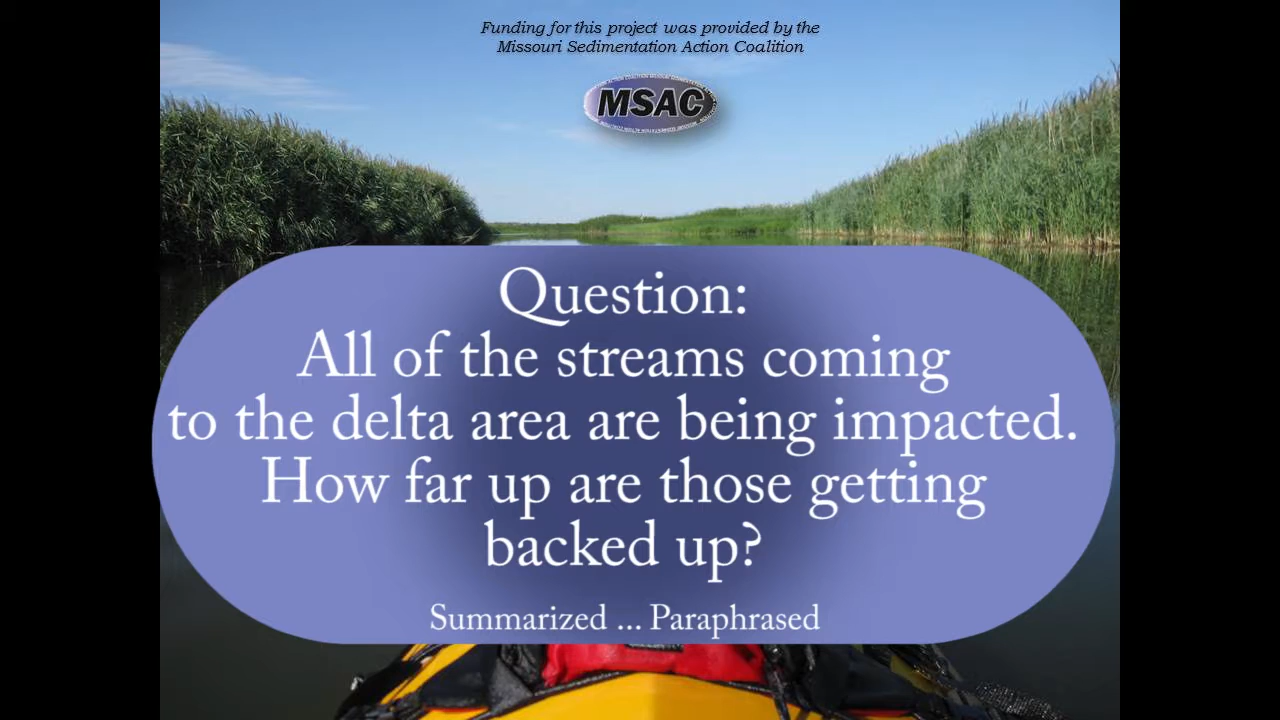 Funding for this project was provided by the
Missouri Sedimentation Action Coalition
MSAC
Question:
All of the streams coming
to the delta area are being impacted.
How far up are those getting
backed up?
Summarized ... Paraphrased